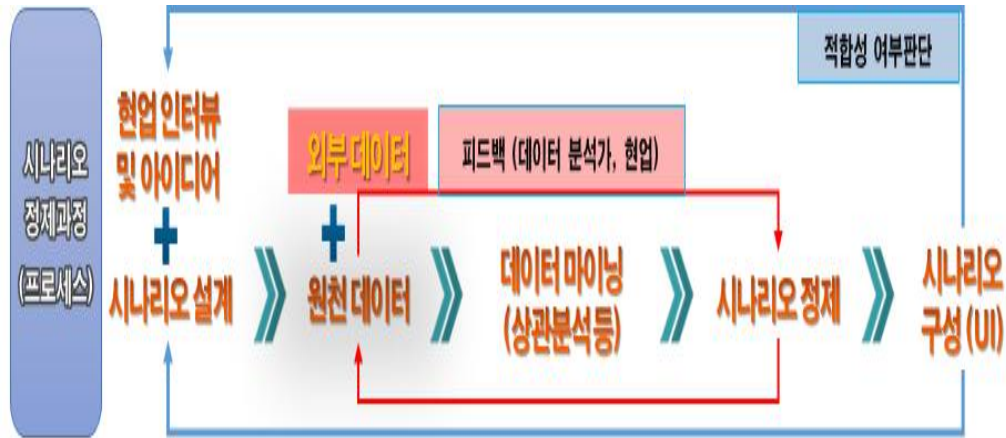 시나리오
정제과정
(프로세스)
적합성 여부판단
현업 인터뷰
및 아이디어
+
시나리오 설계
외부 데이터
+
원천 데이터
피드백 (데이터 분석가, 현업)
데이터 마이닝
(상관분석등)
시나리오 정제
시나리오
구성 (UI)